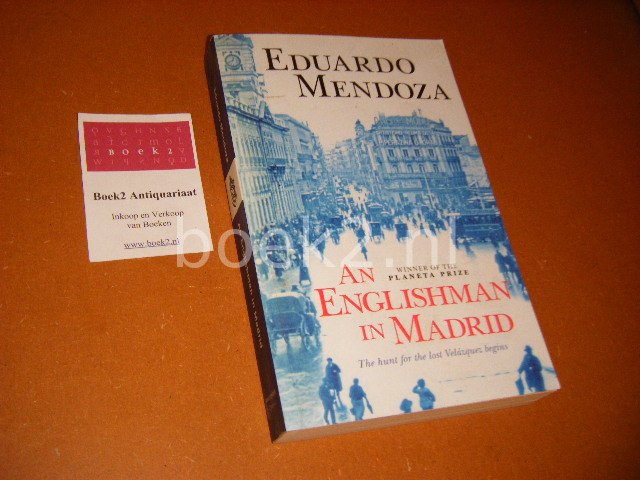 EDUARDO
MENDOZA
WINNER OF THE
PLANETA PRIZE
AN
ENGLISHMAN
IN MADRID
The hunt for the lost Velázquez begins
BOEK2
Boek2 Antiquariaat
Inkoop en Verkoop
van Boeken
www.boek2.nl
boek2.nl